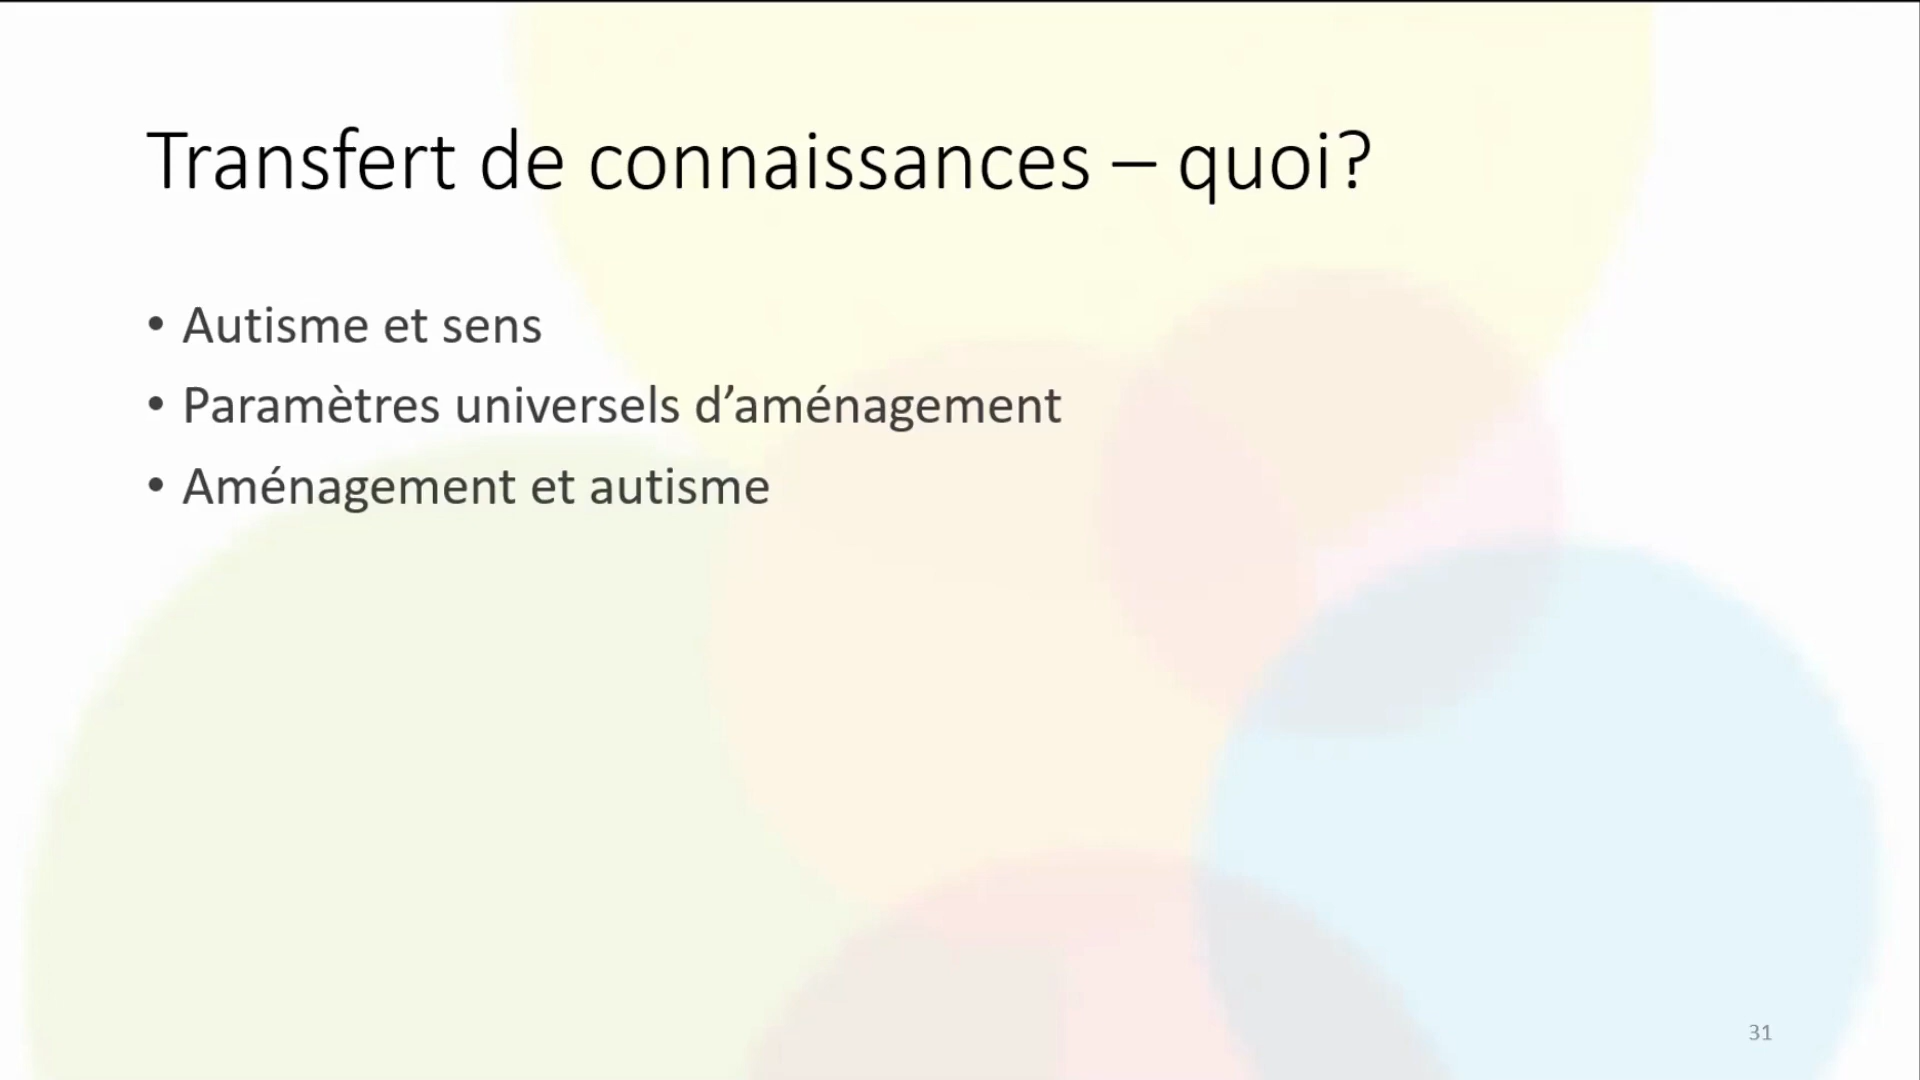 Transfert de connaissances – quoi?
• Autisme et sens
• Paramètres universels d’aménagement
• Aménagement et autisme
31